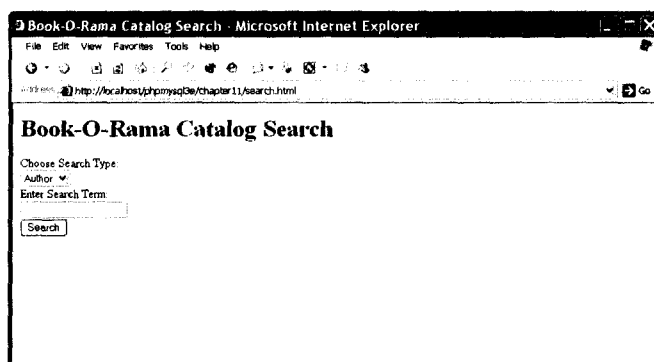 Book-O-Rama Catalog Search - Microsoft Internet Explorer
File Edit View Favorites Tools Help
Address http://localhost/phpmysql3e/chapter11/search.html Go
Book-O-Rama Catalog Search
Choose Search Type:
Author
Enter Search Term:
Search